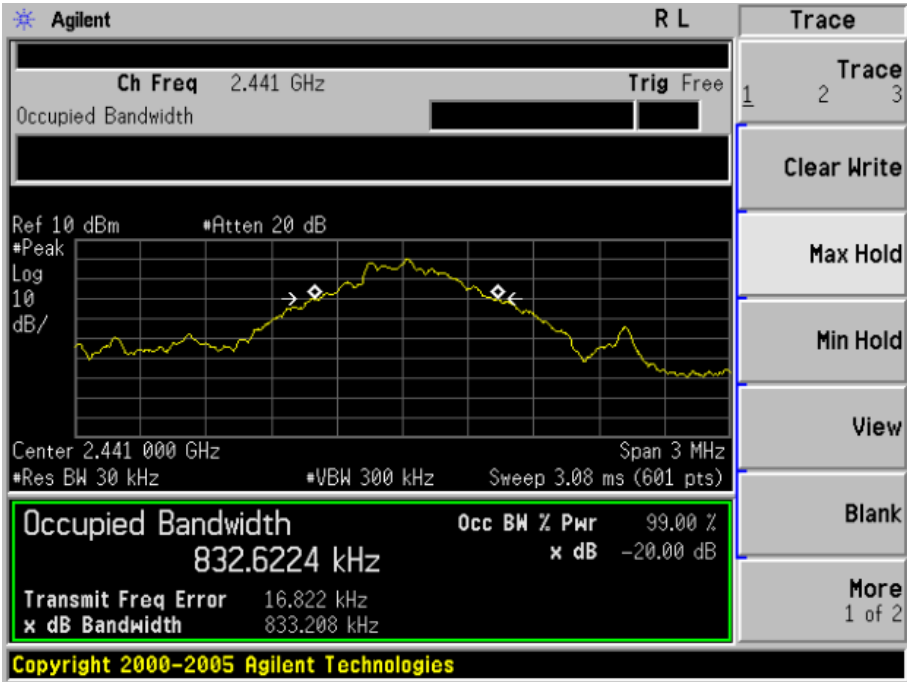 Agilent R L Trace
Ch Freq 2.441 GHz Trig Free
Occupied Bandwidth
Trace
1 2 3
Clear Write
Max Hold
Min Hold
View
Blank
More
1 of 2
Ref 10 dBm #Atten 20 dB
#Peak
Log
10
dB/
Center 2.441 000 GHz Span 3 MHz
#Res BW 30 kHz #VBW 300 kHz Sweep 3.08 ms (601 pts)
Occupied Bandwidth Occ BW % Pwr 99.00 %
832.6224 kHz x dB -20.00 dB
Transmit Freq Error 16.822 kHz
x dB Bandwidth 833.208 kHz
Copyright 2000-2005 Agilent Technologies